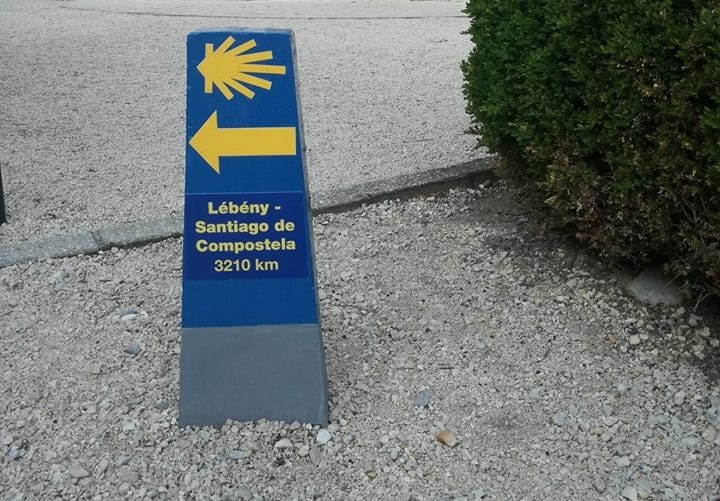 Lébény -
Santiago de
Compostela
3210 km